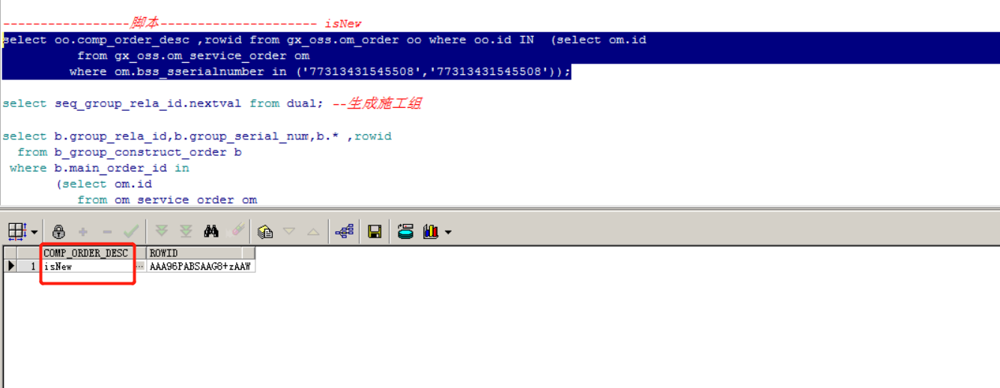 -----------------脚本--------------------- isNew
select oo.comp_order_desc ,rowid from gx_oss.om_order oo where oo.id IN  (select om.id
from gx_oss.om_service_order om
where om.bss_sserialnumber in ('77313431545508','77313431545508'));
select seq_group_rela_id.nextval from dual; --生成施工组
select b.group_rela_id,b.group_serial_num,b.* ,rowid
from b_group_construct_order b
where b.main_order_id in
(select om.id
from om_service_order om
COMP_ORDER_DESC ROWID
1 isNew ... AAA96PABSAAG8+zAAW